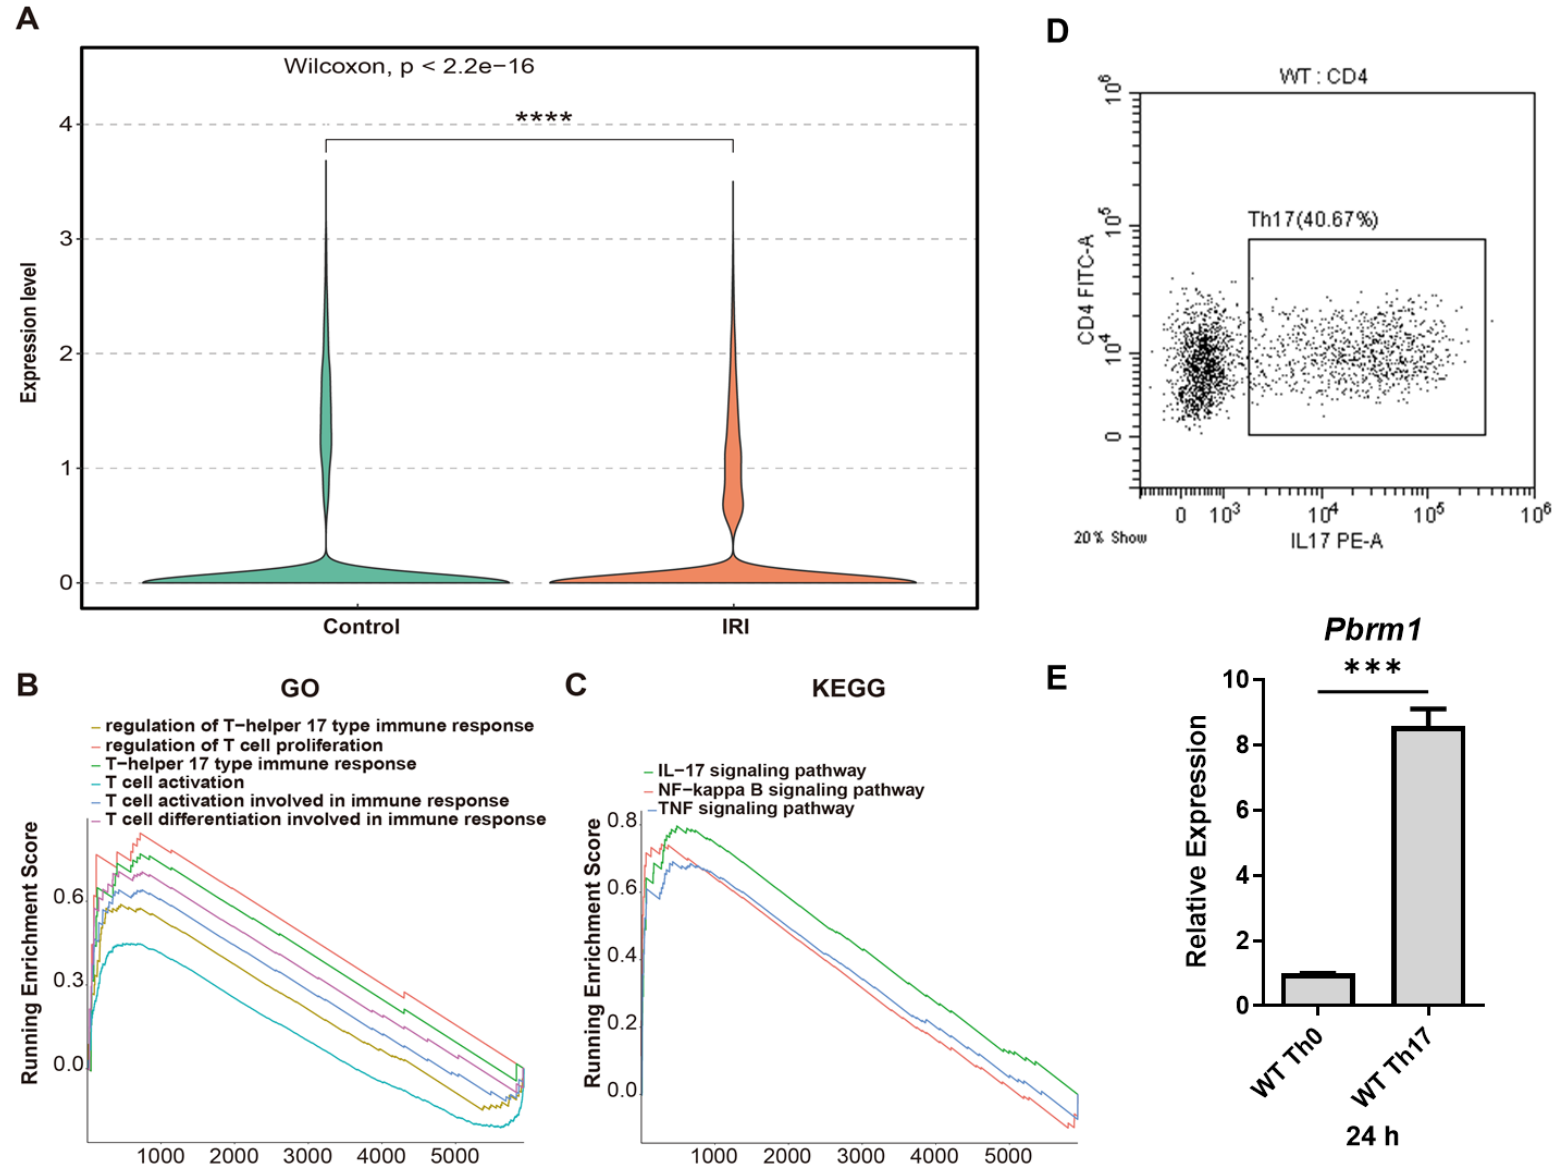 A
Wilcoxon, p < 2.2e−16
****
4
3
2
1
0
Expression level
Control
IRI
B
GO
regulation of T−helper 17 type immune response
regulation of T cell proliferation
T−helper 17 type immune response
T cell activation
T cell activation involved in immune response
T cell differentiation involved in immune response
Running Enrichment Score
0.6
0.3
0.0
1000 2000 3000 4000 5000
C
KEGG
IL−17 signaling pathway
NF−kappa B signaling pathway
TNF signaling pathway
Running Enrichment Score
0.8
0.6
0.4
0.2
0.0
1000 2000 3000 4000 5000
D
WT : CD4
10^6
10^5
10^4
0
CD4 FITC-A
Th17(40.67%)
0 10^3 10^4 10^5 10^6
IL17 PE-A
20% Show
E
Pbrm1
***
10
8
6
4
2
0
Relative Expression
WT Th0
WT Th17
24 h